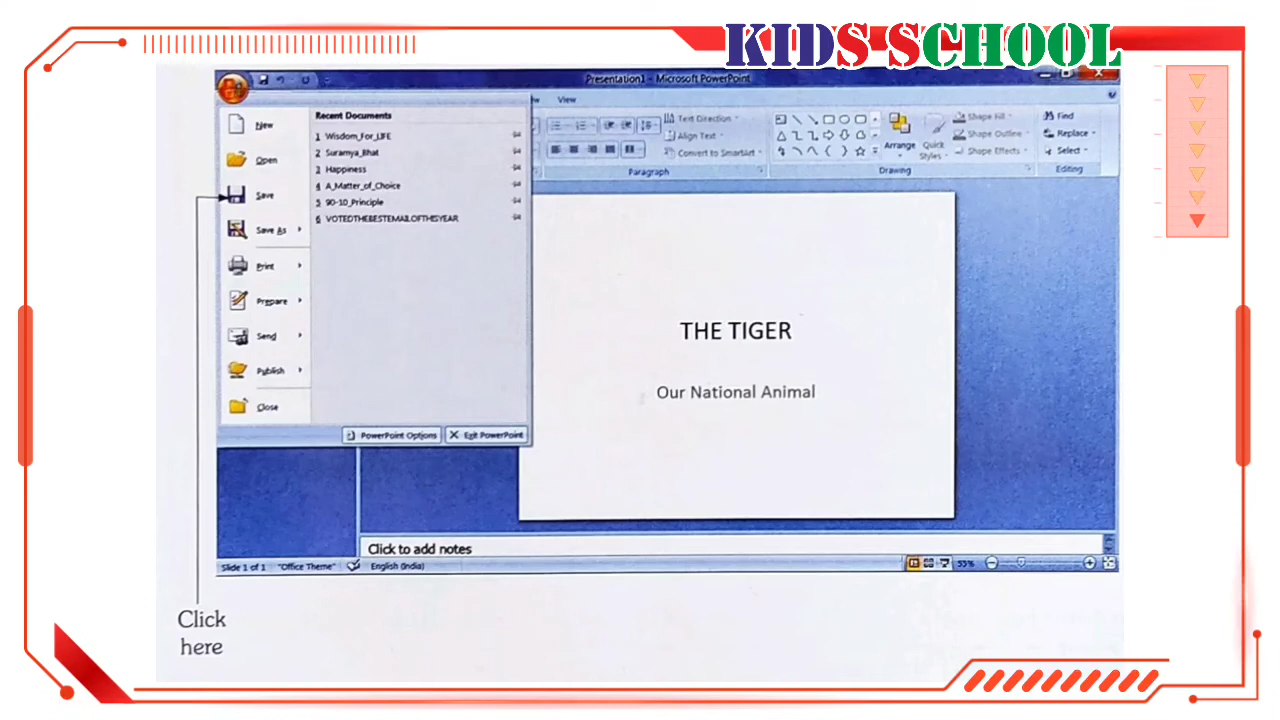 KIDS SCHOOL
Presentation1 - Microsoft PowerPoint
View
New
Open
Save
Save As
Print
Prepare
Send
Publish
Close
Recent Documents
1 Wisdom_For_LIFE
2 Suramya_Bhat
3 Happiness
4 A_Matter_of_Choice
5 90-10_Principle
6 VOTEDTHEBESTEMAILOFTHISYEAR
PowerPoint Options
Exit PowerPoint
Text Direction
Align Text
Convert to SmartArt
Paragraph
Arrange
Quick
Styles
Shape Fill
Shape Outline
Shape Effects
Drawing
Find
Replace
Select
Editing
THE TIGER
Our National Animal
Click to add notes
Slide 1 of 1 "Office Theme" English (India) 55%
Click
here